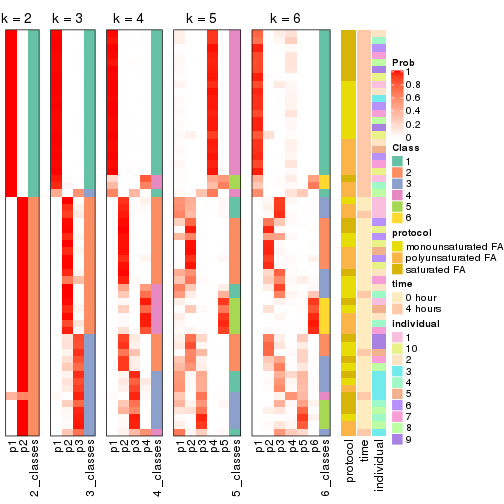 k = 2 k = 3 k = 4 k = 5 k = 6
Prob
1
0.8
0.6
0.4
0.2
0
Class
1
2
3
4
5
6
protocol
monounsaturated FA
polyunsaturated FA
saturated FA
time
0 hour
4 hours
individual
1
10
2
3
4
5
6
7
8
9
p1 p2 2_classes
p1 p2 p3 3_classes
p1 p2 p3 p4 4_classes
p1 p2 p3 p4 p5 5_classes
p1 p2 p3 p4 p5 p6 6_classes
protocol time individual